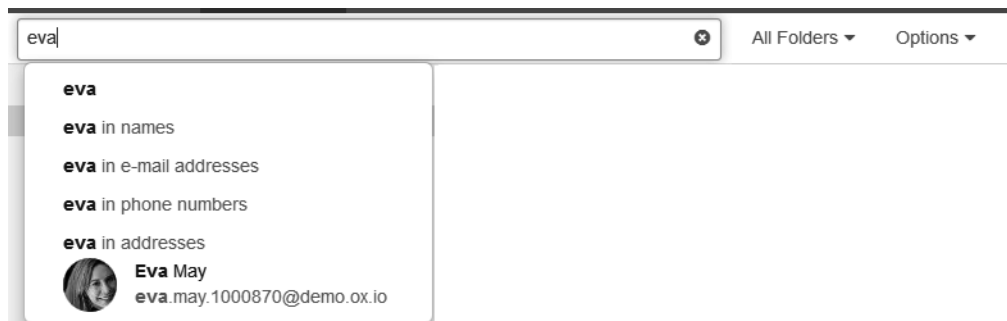 eva All Folders Options
eva
eva in names
eva in e-mail addresses
eva in phone numbers
eva in addresses
Eva May
eva.may.1000870@demo.ox.io